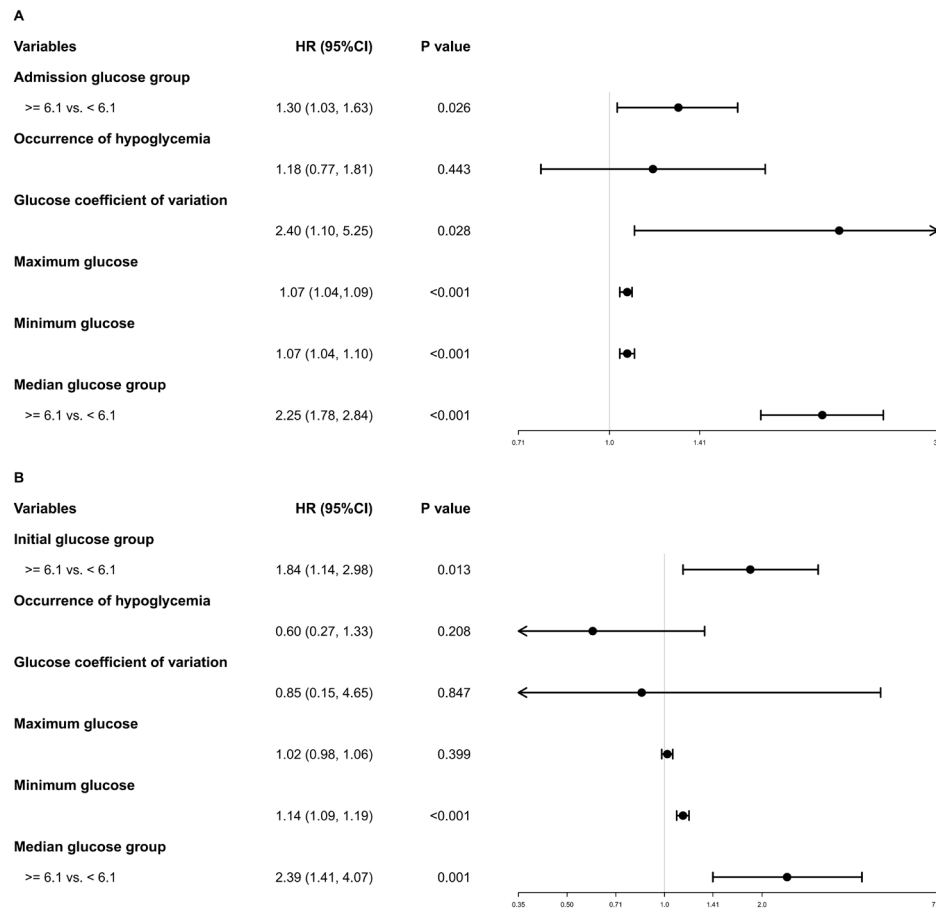 A
Variables HR (95%CI) P value
Admission glucose group
>= 6.1 vs. < 6.1 1.30 (1.03, 1.63) 0.026
Occurrence of hypoglycemia
1.18 (0.77, 1.81) 0.443
Glucose coefficient of variation
2.40 (1.10, 5.25) 0.028
Maximum glucose
1.07 (1.04,1.09) <0.001
Minimum glucose
1.07 (1.04, 1.10) <0.001
Median glucose group
>= 6.1 vs. < 6.1 2.25 (1.78, 2.84) <0.001
0.71 1.0 1.41 3
B
Variables HR (95%CI) P value
Initial glucose group
>= 6.1 vs. < 6.1 1.84 (1.14, 2.98) 0.013
Occurrence of hypoglycemia
0.60 (0.27, 1.33) 0.208
Glucose coefficient of variation
0.85 (0.15, 4.65) 0.847
Maximum glucose
1.02 (0.98, 1.06) 0.399
Minimum glucose
1.14 (1.09, 1.19) <0.001
Median glucose group
>= 6.1 vs. < 6.1 2.39 (1.41, 4.07) 0.001
0.35 0.50 0.71 1.0 1.41 2.0 7